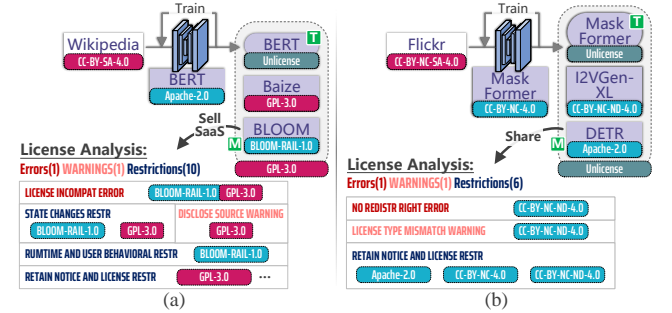 Train
Wikipedia
CC-BY-SA-4.0
BERT
Apache-2.0
BERT
T
Unlicense
Baize
GPL-3.0
BLOOM
BLOOM-RAIL-1.0
M
GPL-3.0
Sell
SaaS
License Analysis:
Errors(1) WARNINGS(1) Restrictions(10)
LICENSE INCOMPAT ERROR BLOOM-RAIL-1.0 GPL-3.0
STATE CHANGES RESTR
BLOOM-RAIL-1.0 GPL-3.0
DISCLOSE SOURCE WARNING
GPL-3.0
RUMTIME AND USER BEHAVIORAL RESTR BLOOM-RAIL-1.0
RETAIN NOTICE AND LICENSE RESTR GPL-3.0 ...
(a)
Train
Flickr
CC-BY-NC-SA-4.0
Mask
Former
CC-BY-NC-4.0
Mask
Former
T
Unlicense
I2VGen-
XL
CC-BY-NC-ND-4.0
DETR
Apache-2.0
M
Unlicense
Share
License Analysis:
Errors(1) WARNINGS(1) Restrictions(6)
NO REDISTR RIGHT ERROR CC-BY-NC-ND-4.0
LICENSE TYPE MISMATCH WARNING CC-BY-NC-ND-4.0
RETAIN NOTICE AND LICENSE RESTR
Apache-2.0 CC-BY-NC-4.0 CC-BY-NC-ND-4.0
(b)